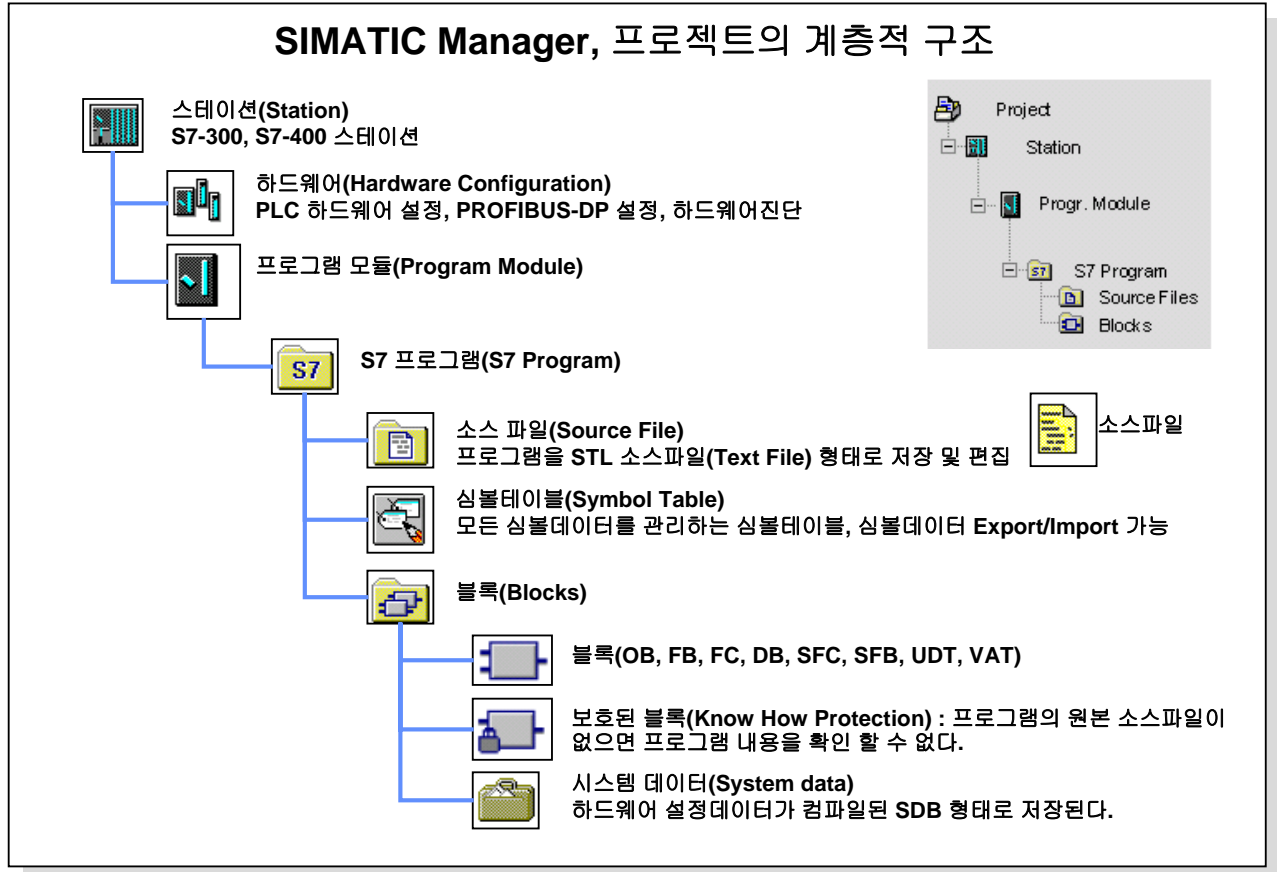 SIMATIC Manager, 프로젝트의 계층적 구조
스테이션(Station)
S7-300, S7-400 스테이션
하드웨어(Hardware Configuration)
PLC 하드웨어 설정, PROFIBUS-DP 설정, 하드웨어진단
프로그램 모듈(Program Module)
S7
S7 프로그램(S7 Program)
소스 파일(Source File)
프로그램을 STL 소스파일(Text File) 형태로 저장 및 편집
소스파일
심볼테이블(Symbol Table)
모든 심볼데이터를 관리하는 심볼테이블, 심볼데이터 Export/Import 가능
블록(Blocks)
블록(OB, FB, FC, DB, SFC, SFB, UDT, VAT)
보호된 블록(Know How Protection) : 프로그램의 원본 소스파일이
없으면 프로그램 내용을 확인 할 수 없다.
시스템 데이터(System data)
하드웨어 설정데이터가 컴파일된 SDB 형태로 저장된다.
Project
Station
Progr. Module
S7
S7 Program
Source Files
Blocks